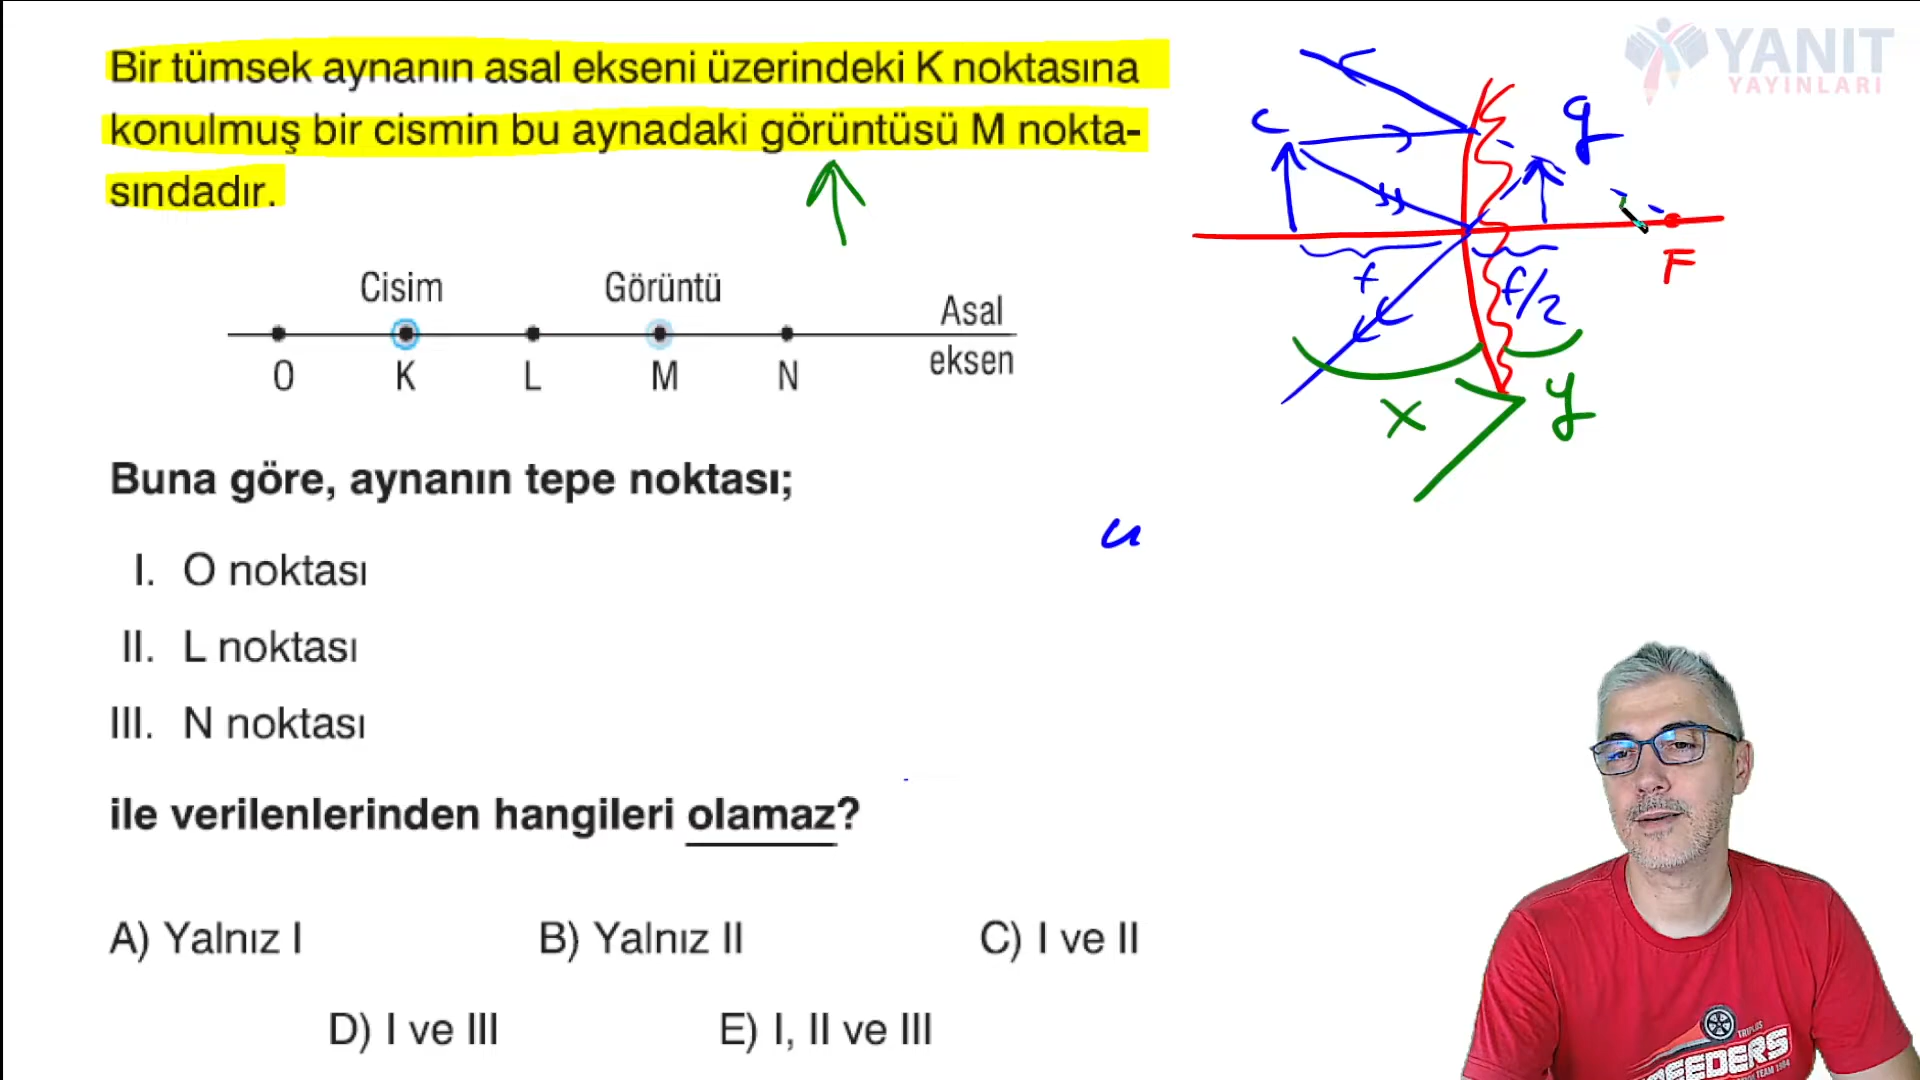 Bir tümsek aynanın asal ekseni üzerindeki K noktasına
konulmuş bir cismin bu aynadaki görüntüsü M nokta-
sındadır.
YANIT
YAYINLARI
C
g
F
f
f/2
x
y
Cisim
Görüntü
Asal
eksen
O K L M N
Buna göre, aynanın tepe noktası;
I. O noktası
II. L noktası
III. N noktası
ile verilenlerinden hangileri olamaz?
A) Yalnız I
B) Yalnız II
C) I ve II
D) I ve III
E) I, II ve III